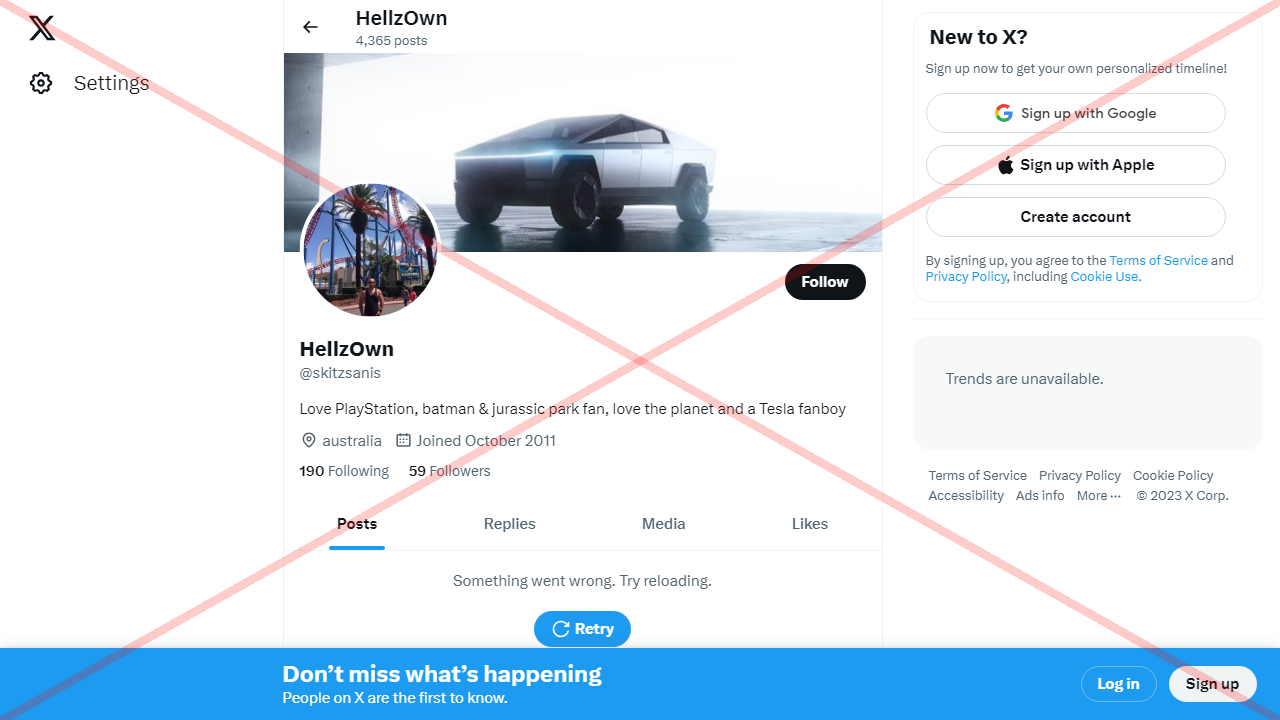 HellzOwn
4,365 posts
Settings
HellzOwn
@skitzsanis
Follow
Love PlayStation, batman & jurassic park fan, love the planet and a Tesla fanboy
australia Joined October 2011
190 Following 59 Followers
Posts Replies Media Likes
Something went wrong. Try reloading.
Retry
New to X?
Sign up now to get your own personalized timeline!
Sign up with Google
Sign up with Apple
Create account
By signing up, you agree to the Terms of Service and
Privacy Policy, including Cookie Use.
Trends are unavailable.
Terms of Service Privacy Policy Cookie Policy
Accessibility Ads info More ··· © 2023 X Corp.
Don’t miss what’s happening
People on X are the first to know.
Log in Sign up